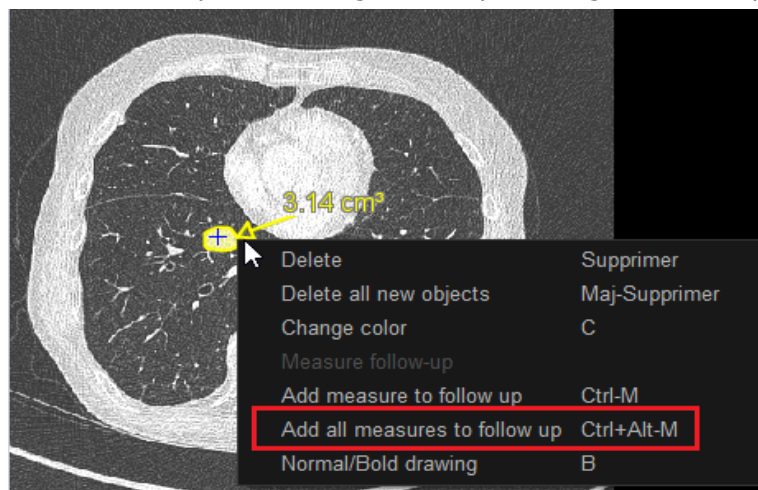 3.14 cm³
Delete Supprimer
Delete all new objects Maj-Supprimer
Change color C
Measure follow-up
Add measure to follow up Ctrl-M
Add all measures to follow up Ctrl+Alt-M
Normal/Bold drawing B